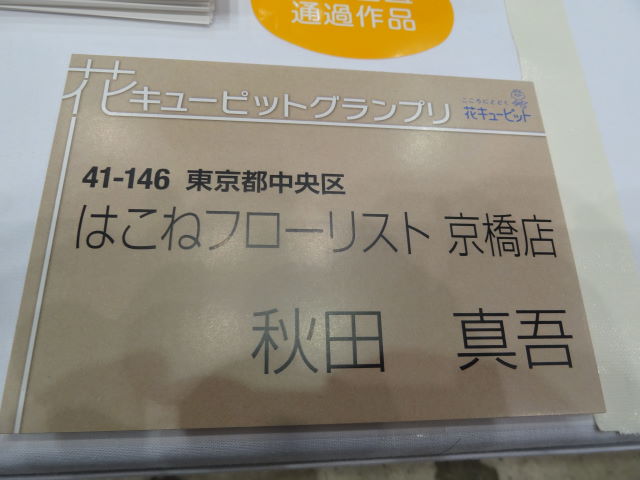 通過作品
花キューピットグランプリ
こころにとどく
花キューピット
41-146 東京都中央区
はこねフローリスト 京橋店
秋田 真吾